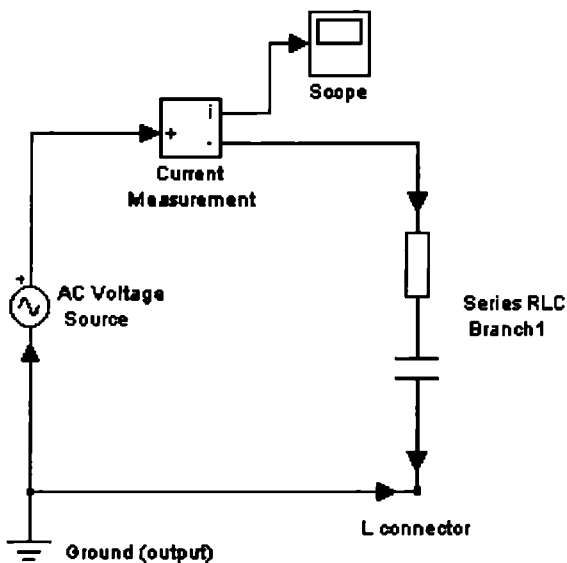 Scope
i
+
-
Current
Measurement
+
AC Voltage
Source
Series RLC
Branch1
L connector
Ground (output)